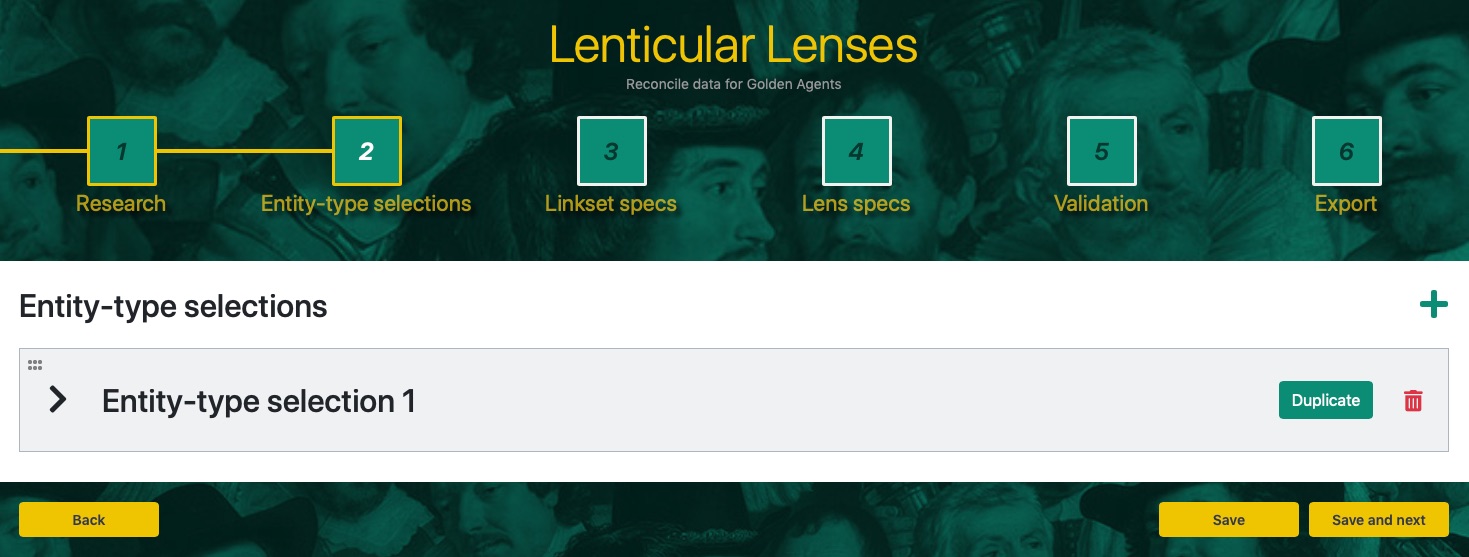 Lenticular Lenses
Reconcile data for Golden Agents
1 2 3 4 5 6
Research Entity-type selections Linkset specs Lens specs Validation Export
Entity-type selections
Entity-type selection 1 Duplicate
Back Save Save and next